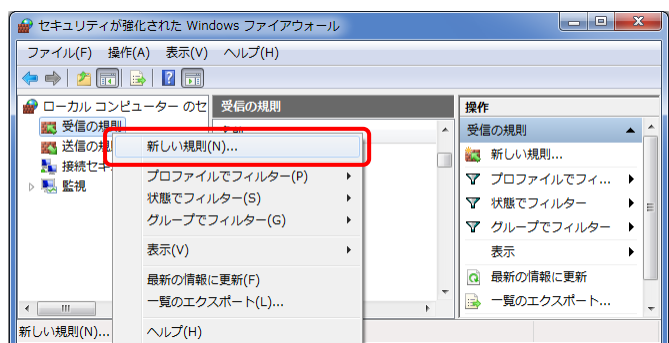 セキュリティが強化された Windows ファイアウォール
ファイル(F) 操作(A) 表示(V) ヘルプ(H)
ローカル コンピューター のセ
受信の規則
送信の規
接続セキ
監視
受信の規則
新しい規則(N)...
プロファイルでフィルター(P)
状態でフィルター(S)
グループでフィルター(G)
表示(V)
最新の情報に更新(F)
一覧のエクスポート(L)...
ヘルプ(H)
操作
受信の規則
新しい規則...
プロファイルでフィ...
状態でフィルター
グループでフィルター
表示
最新の情報に更新
一覧のエクスポート...
新しい規則(N)...